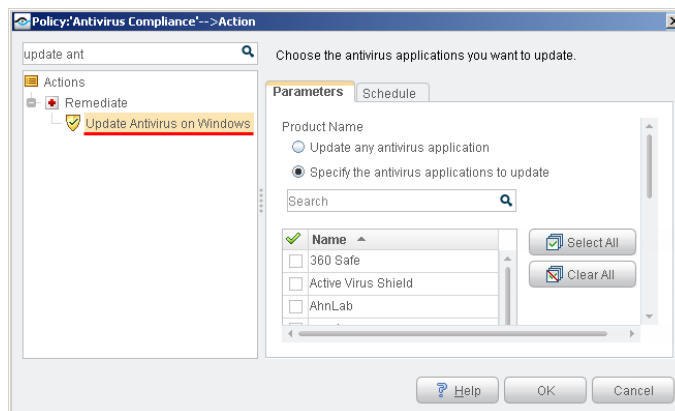 Policy:'Antivirus Compliance'-->Action
update ant
Actions
Remediate
Update Antivirus on Windows
Choose the antivirus applications you want to update.
Parameters
Schedule
Product Name
Update any antivirus application
Specify the antivirus applications to update
Search
Name
360 Safe
Active Virus Shield
AhnLab
Select All
Clear All
Help
OK
Cancel